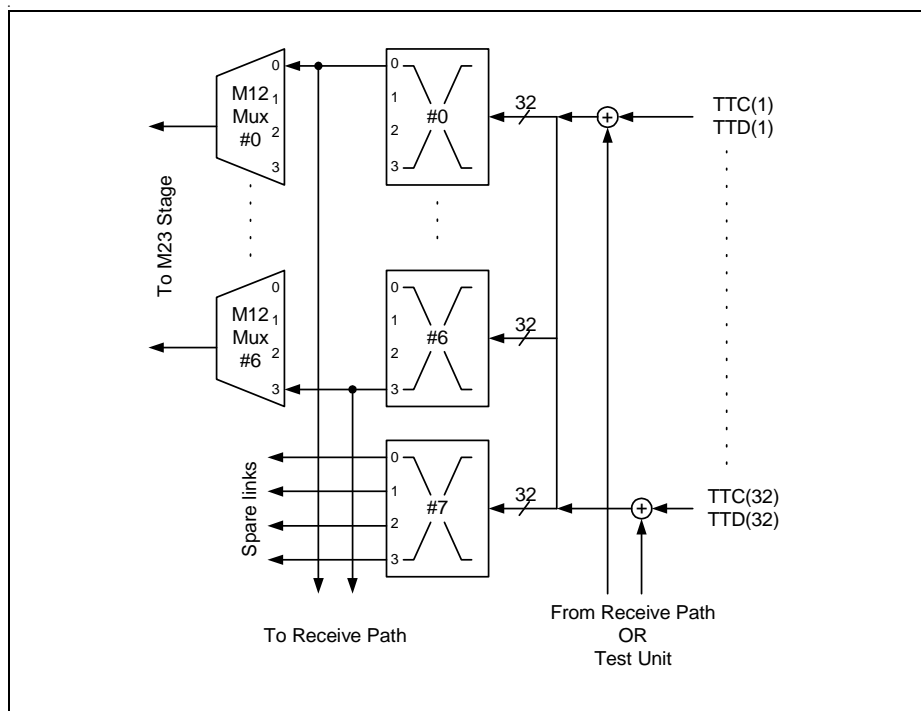 0
M12
Mux
#0
1
2
3
0
1
2
3
#0
32
TTC(1)
TTD(1)
To M23 Stage
0
M12
Mux
#6
1
2
3
0
1
2
3
#6
32
Spare links
0
1
2
3
#7
32
TTC(32)
TTD(32)
To Receive Path
From Receive Path
OR
Test Unit